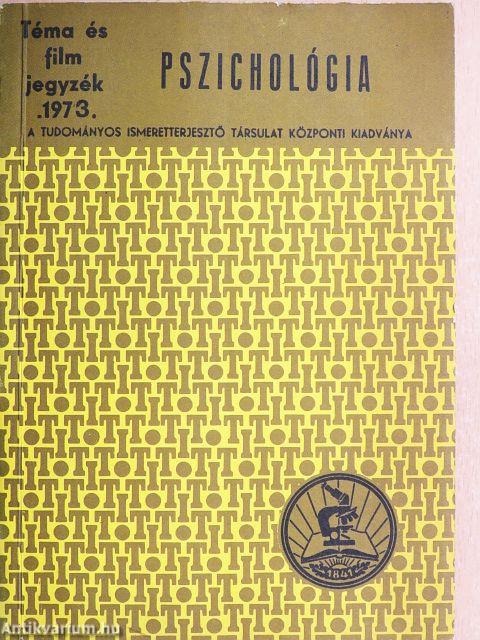 Téma és
film
jegyzék
.1973.
PSZICHOLÓGIA
A TUDOMÁNYOS ISMERETTERJESZTŐ TÁRSULAT KÖZPONTI KIADVÁNYA
1841
Antikvarium.hu